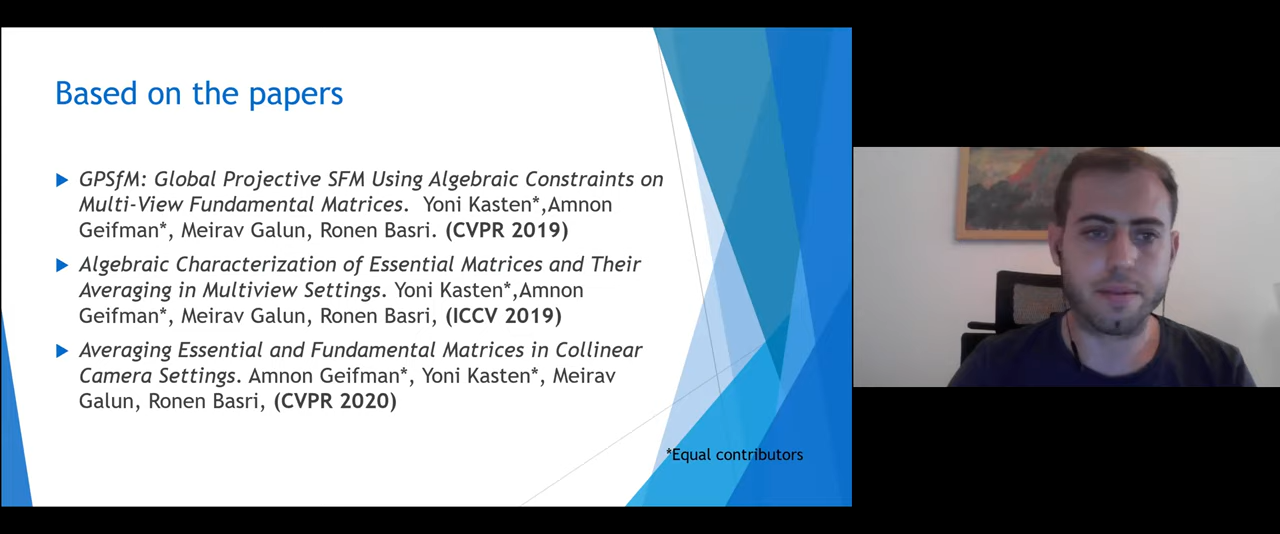 Based on the papers
GPSfM: Global Projective SFM Using Algebraic Constraints on
Multi-View Fundamental Matrices. Yoni Kasten*,Amnon
Geifman*, Meirav Galun, Ronen Basri. (CVPR 2019)
Algebraic Characterization of Essential Matrices and Their
Averaging in Multiview Settings. Yoni Kasten*,Amnon
Geifman*, Meirav Galun, Ronen Basri, (ICCV 2019)
Averaging Essential and Fundamental Matrices in Collinear
Camera Settings. Amnon Geifman*, Yoni Kasten*, Meirav
Galun, Ronen Basri, (CVPR 2020)
*Equal contributors